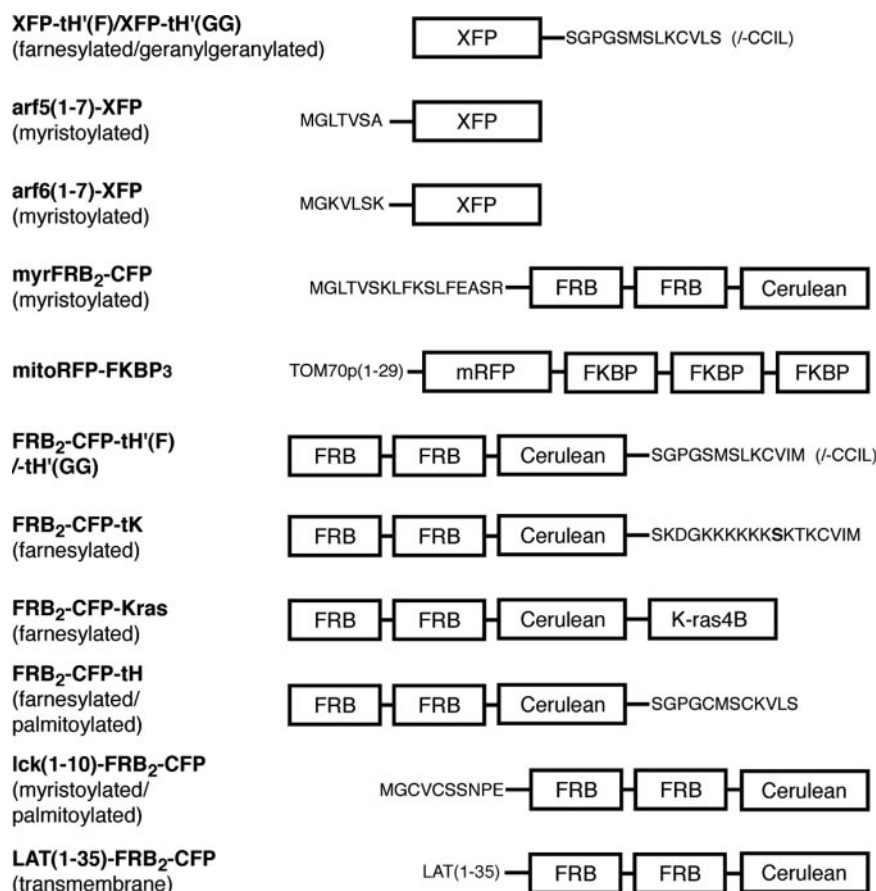 XFP-tH'(F)/XFP-tH'(GG)
(farnesylated/geranylgeranylated)
XFP SGPGSMSLKCVLS (/-CCIL)
arf5(1-7)-XFP
(myristoylated)
MGLTVSA XFP
arf6(1-7)-XFP
(myristoylated)
MGKVLSK XFP
myrFRB2-CFP
(myristoylated)
MGLTVSKLFKSLFEASR FRB FRB Cerulean
mitoRFP-FKBP3
TOM70p(1-29) mRFP FKBP FKBP FKBP
FRB2-CFP-tH'(F)
/-tH'(GG)
FRB FRB Cerulean SGPGSMSLKCVIM (/-CCIL)
FRB2-CFP-tK
(farnesylated)
FRB FRB Cerulean SKDGKKKKKKSKTKCVIM
FRB2-CFP-Kras
(farnesylated)
FRB FRB Cerulean K-ras4B
FRB2-CFP-tH
(farnesylated/
palmitoylated)
FRB FRB Cerulean SGPGCMSCKVLS
lck(1-10)-FRB2-CFP
(myristoylated/
palmitoylated)
MGCVCSSNPE FRB FRB Cerulean
LAT(1-35)-FRB2-CFP
(transmembrane)
LAT(1-35) FRB FRB Cerulean